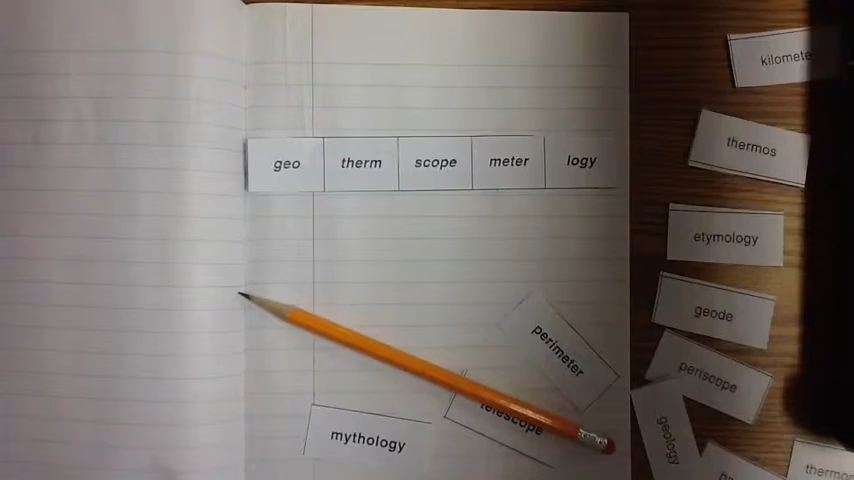 geo therm scope meter logy
kilomete
thermos
etymology
geode
periscope
geology
perimeter
telescope
mythology
thermo